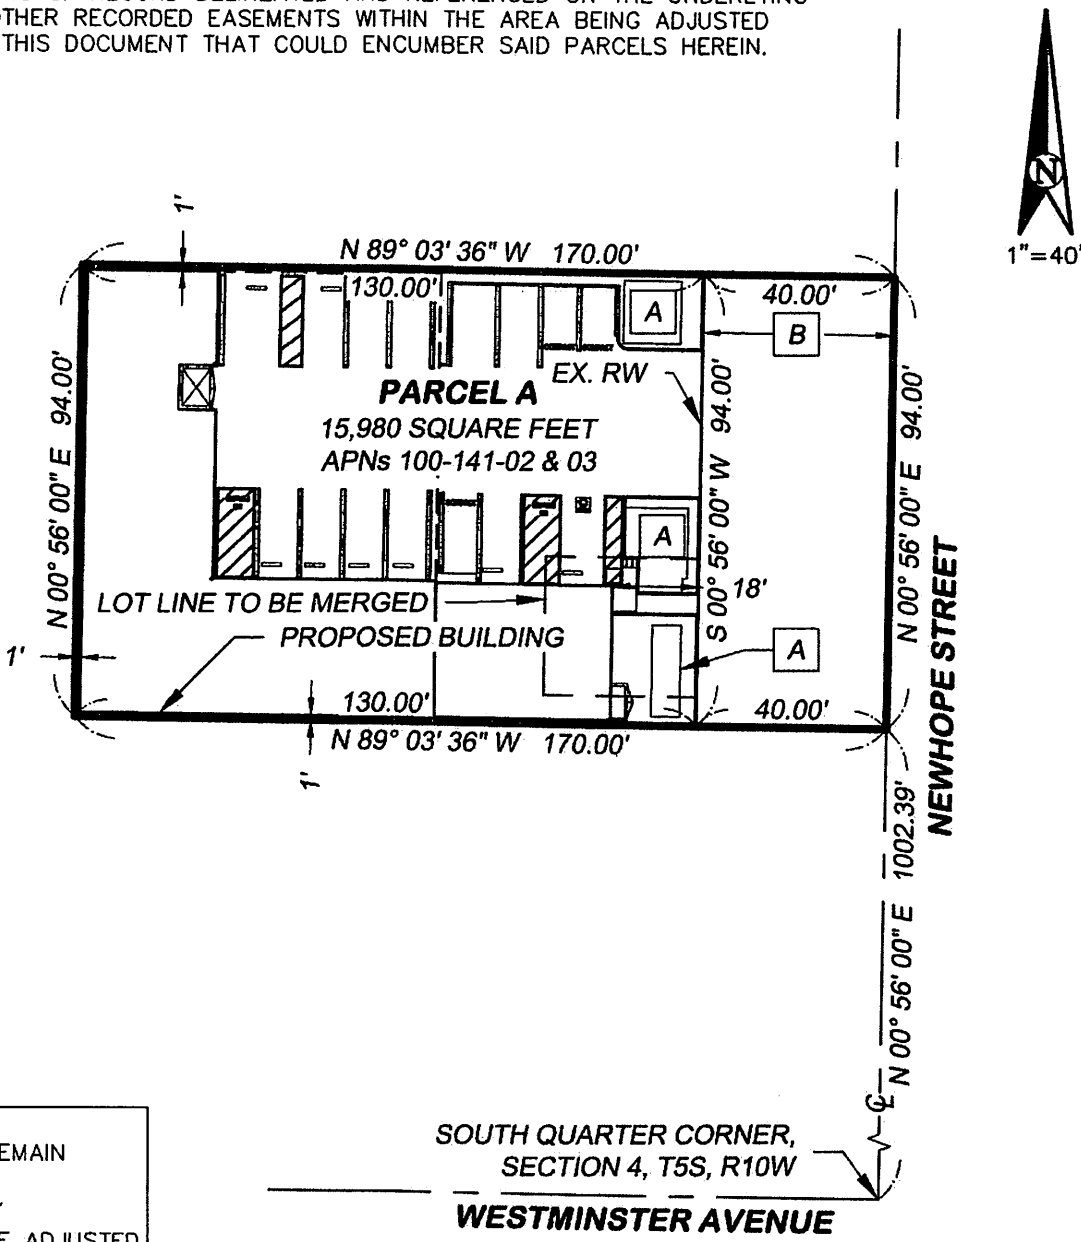 OTHER RECORDED EASEMENTS WITHIN THE AREA BEING ADJUSTED
THIS DOCUMENT THAT COULD ENCUMBER SAID PARCELS HEREIN.
N
1"=40'
1'
N 89° 03' 36" W 170.00'
130.00'
40.00'
A
B
EX. RW
PARCEL A
15,980 SQUARE FEET
APNs 100-141-02 & 03
N 00° 56' 00" E 94.00'
S 00° 56' 00" W 94.00'
N 00° 56' 00" E 94.00'
A
18'
LOT LINE TO BE MERGED
PROPOSED BUILDING
A
1'
130.00'
40.00'
N 89° 03' 36" W 170.00'
1'
NEWHOPE STREET
N 00° 56' 00" E 1002.39'
SOUTH QUARTER CORNER,
SECTION 4, T5S, R10W
WESTMINSTER AVENUE
EMAIN
ADJUSTED